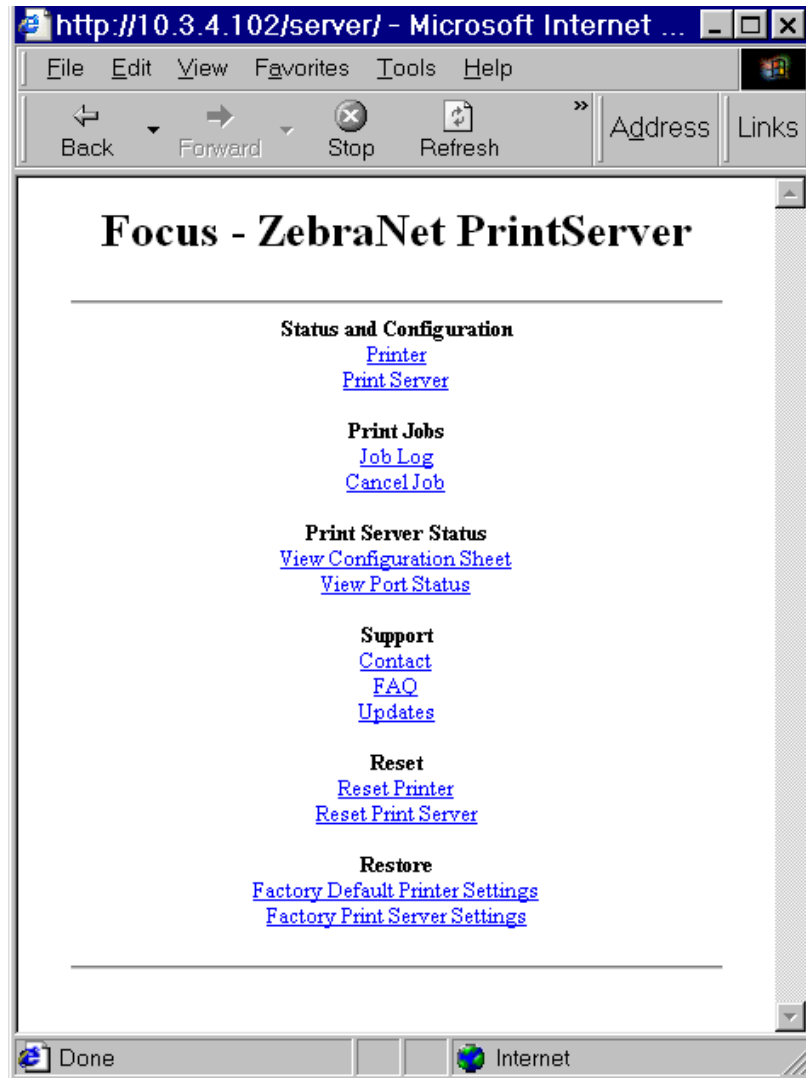 http://10.3.4.102/server/ - Microsoft Internet ...
File Edit View Favorites Tools Help
Back Forward Stop Refresh » Address Links
Focus - ZebraNet PrintServer
Status and Configuration
Printer
Print Server
Print Jobs
Job Log
Cancel Job
Print Server Status
View Configuration Sheet
View Port Status
Support
Contact
FAQ
Updates
Reset
Reset Printer
Reset Print Server
Restore
Factory Default Printer Settings
Factory Print Server Settings
Done Internet